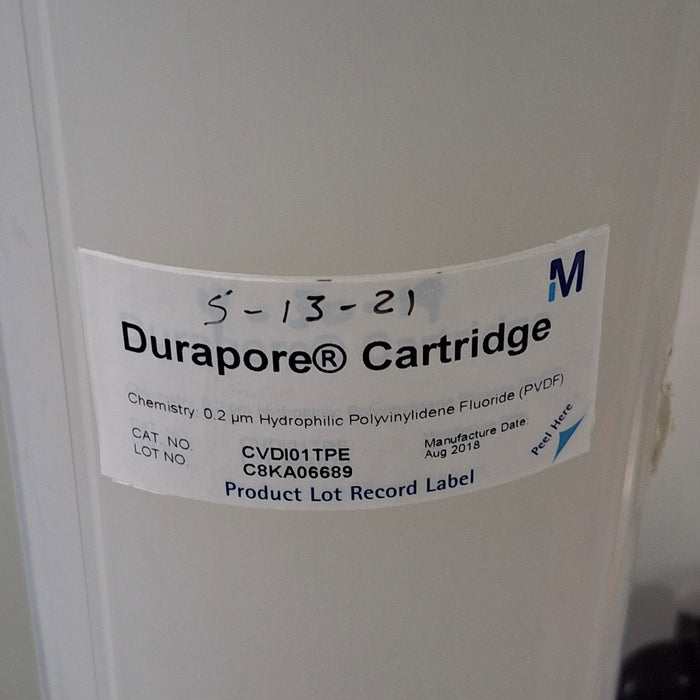 M
5-13-21
Durapore® Cartridge
Chemistry: 0.2 µm Hydrophilic Polyvinylidene Fluoride (PVDF)
CAT. NO. CVDI01TPE
LOT NO. C8KA06689
Manufacture Date:
Aug 2018
Peel Here
Product Lot Record Label